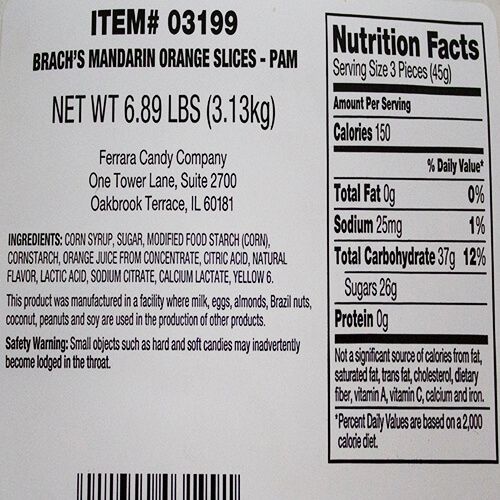 ITEM# 03199
BRACH'S MANDARIN ORANGE SLICES - PAM
NET WT 6.89 LBS (3.13kg)
Ferrara Candy Company
One Tower Lane, Suite 2700
Oakbrook Terrace, IL 60181
INGREDIENTS: CORN SYRUP, SUGAR, MODIFIED FOOD STARCH (CORN),
CORNSTARCH, ORANGE JUICE FROM CONCENTRATE, CITRIC ACID, NATURAL
FLAVOR, LACTIC ACID, SODIUM CITRATE, CALCIUM LACTATE, YELLOW 6.
This product was manufactured in a facility where milk, eggs, almonds, Brazil nuts,
coconut, peanuts and soy are used in the production of other products.
Safety Warning: Small objects such as hard and soft candies may inadvertently
become lodged in the throat.
Nutrition Facts
Serving Size 3 Pieces (45g)
Amount Per Serving
Calories 150
% Daily Value*
Total Fat 0g 0%
Sodium 25mg 1%
Total Carbohydrate 37g 12%
Sugars 26g
Protein 0g
Not a significant source of calories from fat,
saturated fat, trans fat, cholesterol, dietary
fiber, vitamin A, vitamin C, calcium and iron.
*Percent Daily Values are based on a 2,000
calorie diet.